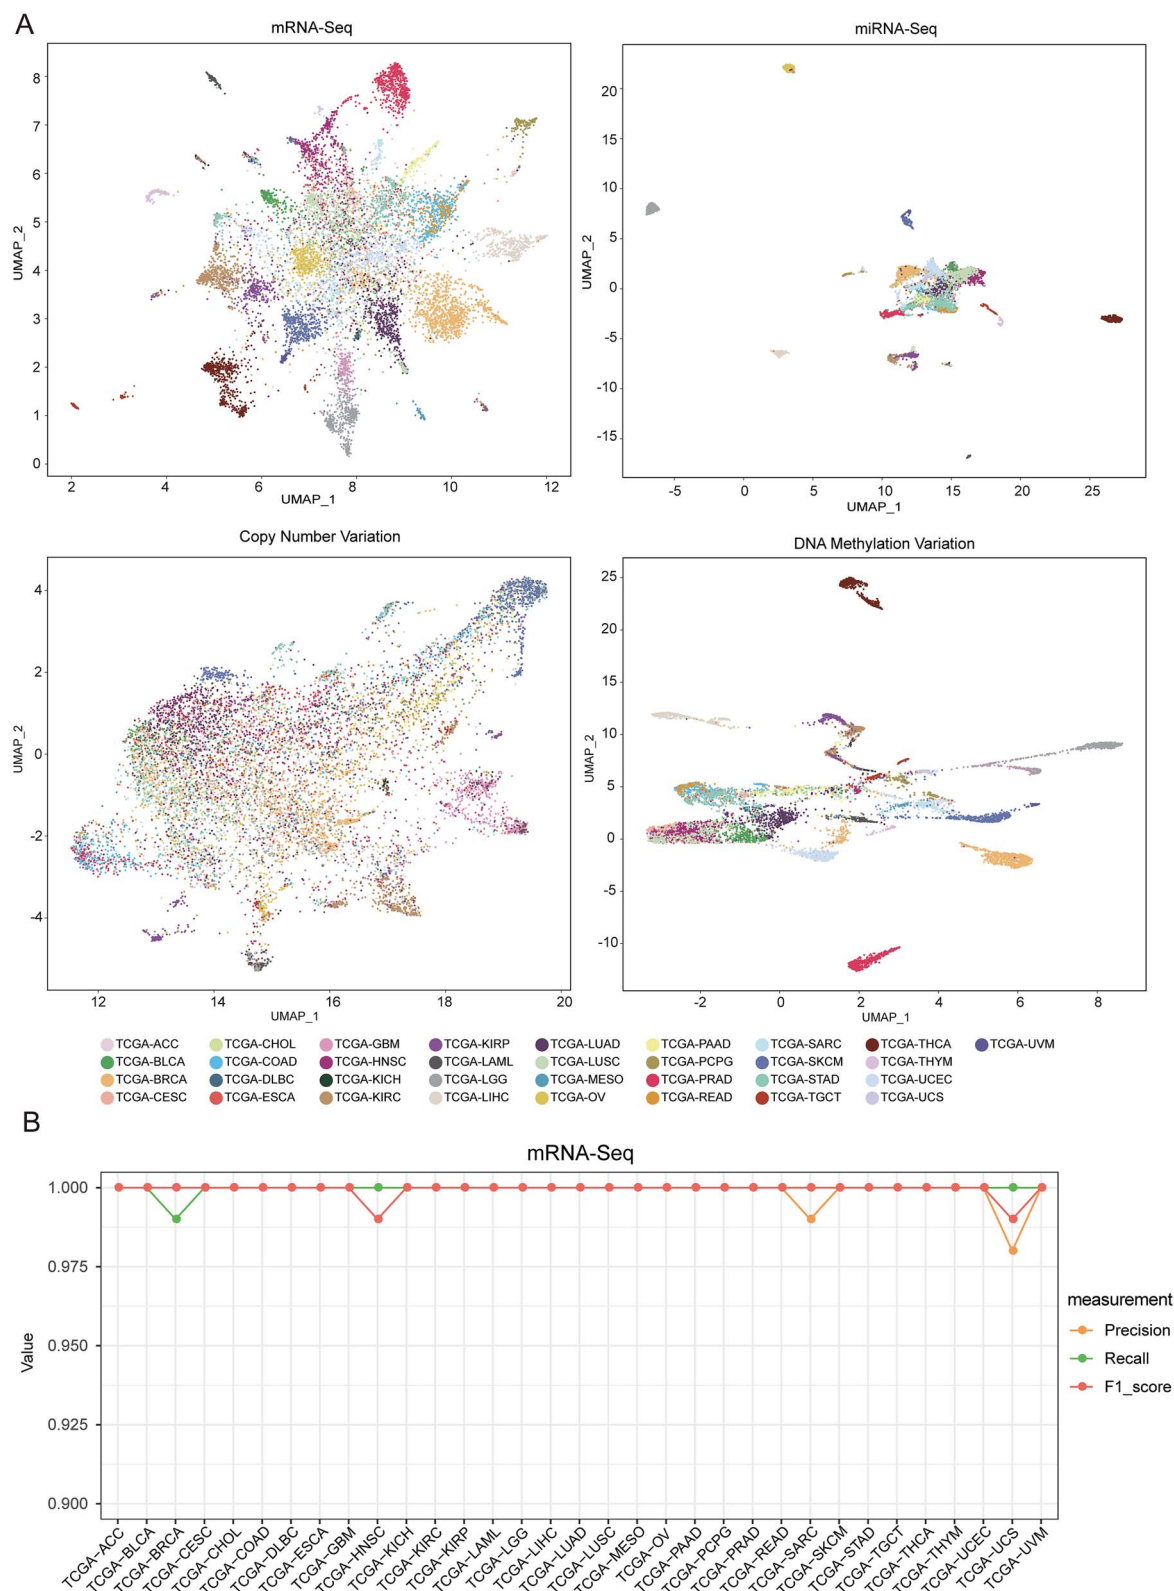 A
mRNA-Seq
miRNA-Seq
UMAP_2
8
7
6
5
4
3
2
1
0
2 4 6 8 10 12
UMAP_1
UMAP_2
20
15
10
5
0
-5
-10
-15
-5 0 5 10 15 20 25
UMAP_1
Copy Number Variation
DNA Methylation Variation
UMAP_2
4
2
0
-2
-4
12 14 16 18 20
UMAP_1
UMAP_2
25
20
15
10
5
0
-5
-10
-2 0 2 4 6 8
UMAP_1
TCGA-ACC TCGA-CHOL TCGA-GBM TCGA-KIRP TCGA-LUAD TCGA-PAAD TCGA-SARC TCGA-THCA TCGA-UVM
TCGA-BLCA TCGA-COAD TCGA-HNSC TCGA-LAML TCGA-LUSC TCGA-PCPG TCGA-SKCM TCGA-THYM
TCGA-BRCA TCGA-DLBC TCGA-KICH TCGA-LGG TCGA-MESO TCGA-PRAD TCGA-STAD TCGA-UCEC
TCGA-CESC TCGA-ESCA TCGA-KIRC TCGA-LIHC TCGA-OV TCGA-READ TCGA-TGCT TCGA-UCS
B
mRNA-Seq
Value
1.000
0.975
0.950
0.925
0.900
measurement
Precision
Recall
F1_score
TCGA-ACC
TCGA-BLCA
TCGA-BRCA
TCGA-CESC
TCGA-CHOL
TCGA-COAD
TCGA-DLBC
TCGA-ESCA
TCGA-GBM
TCGA-HNSC
TCGA-KICH
TCGA-KIRC
TCGA-KIRP
TCGA-LAML
TCGA-LGG
TCGA-LIHC
TCGA-LUAD
TCGA-LUSC
TCGA-MESO
TCGA-OV
TCGA-PAAD
TCGA-PCPG
TCGA-PRAD
TCGA-READ
TCGA-SARC
TCGA-SKCM
TCGA-STAD
TCGA-TGCT
TCGA-THCA
TCGA-THYM
TCGA-UCEC
TCGA-UCS
TCGA-UVM